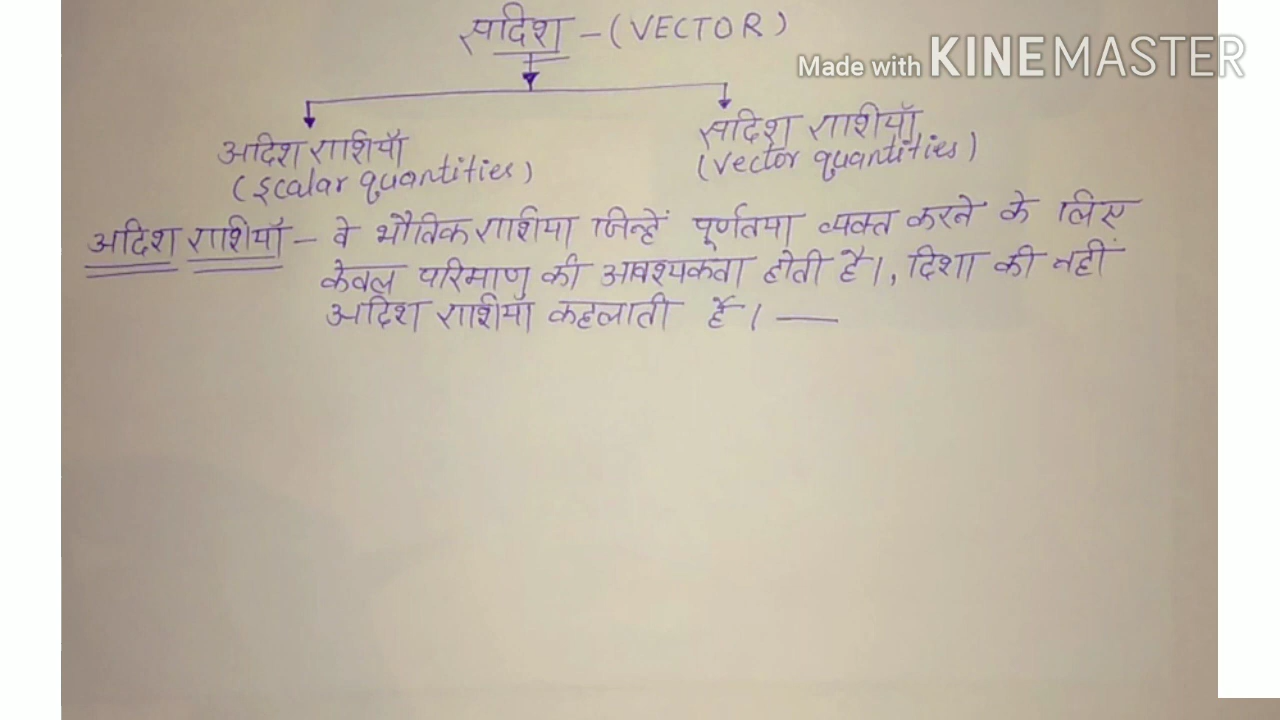 सदिश - (VECTOR)
Made with KINEMASTER
अदिश राशियाँ
(Scalar quantities)
सदिश राशियाँ
(Vector quantities)
अदिश राशियाँ - वे भौतिक राशिया जिन्हें पूर्णतया व्यक्त करने के लिए
केवल परिमाण की आवश्यकता होती है।, दिशा की नहीं
अदिश राशियाँ कहलाती हैं। —